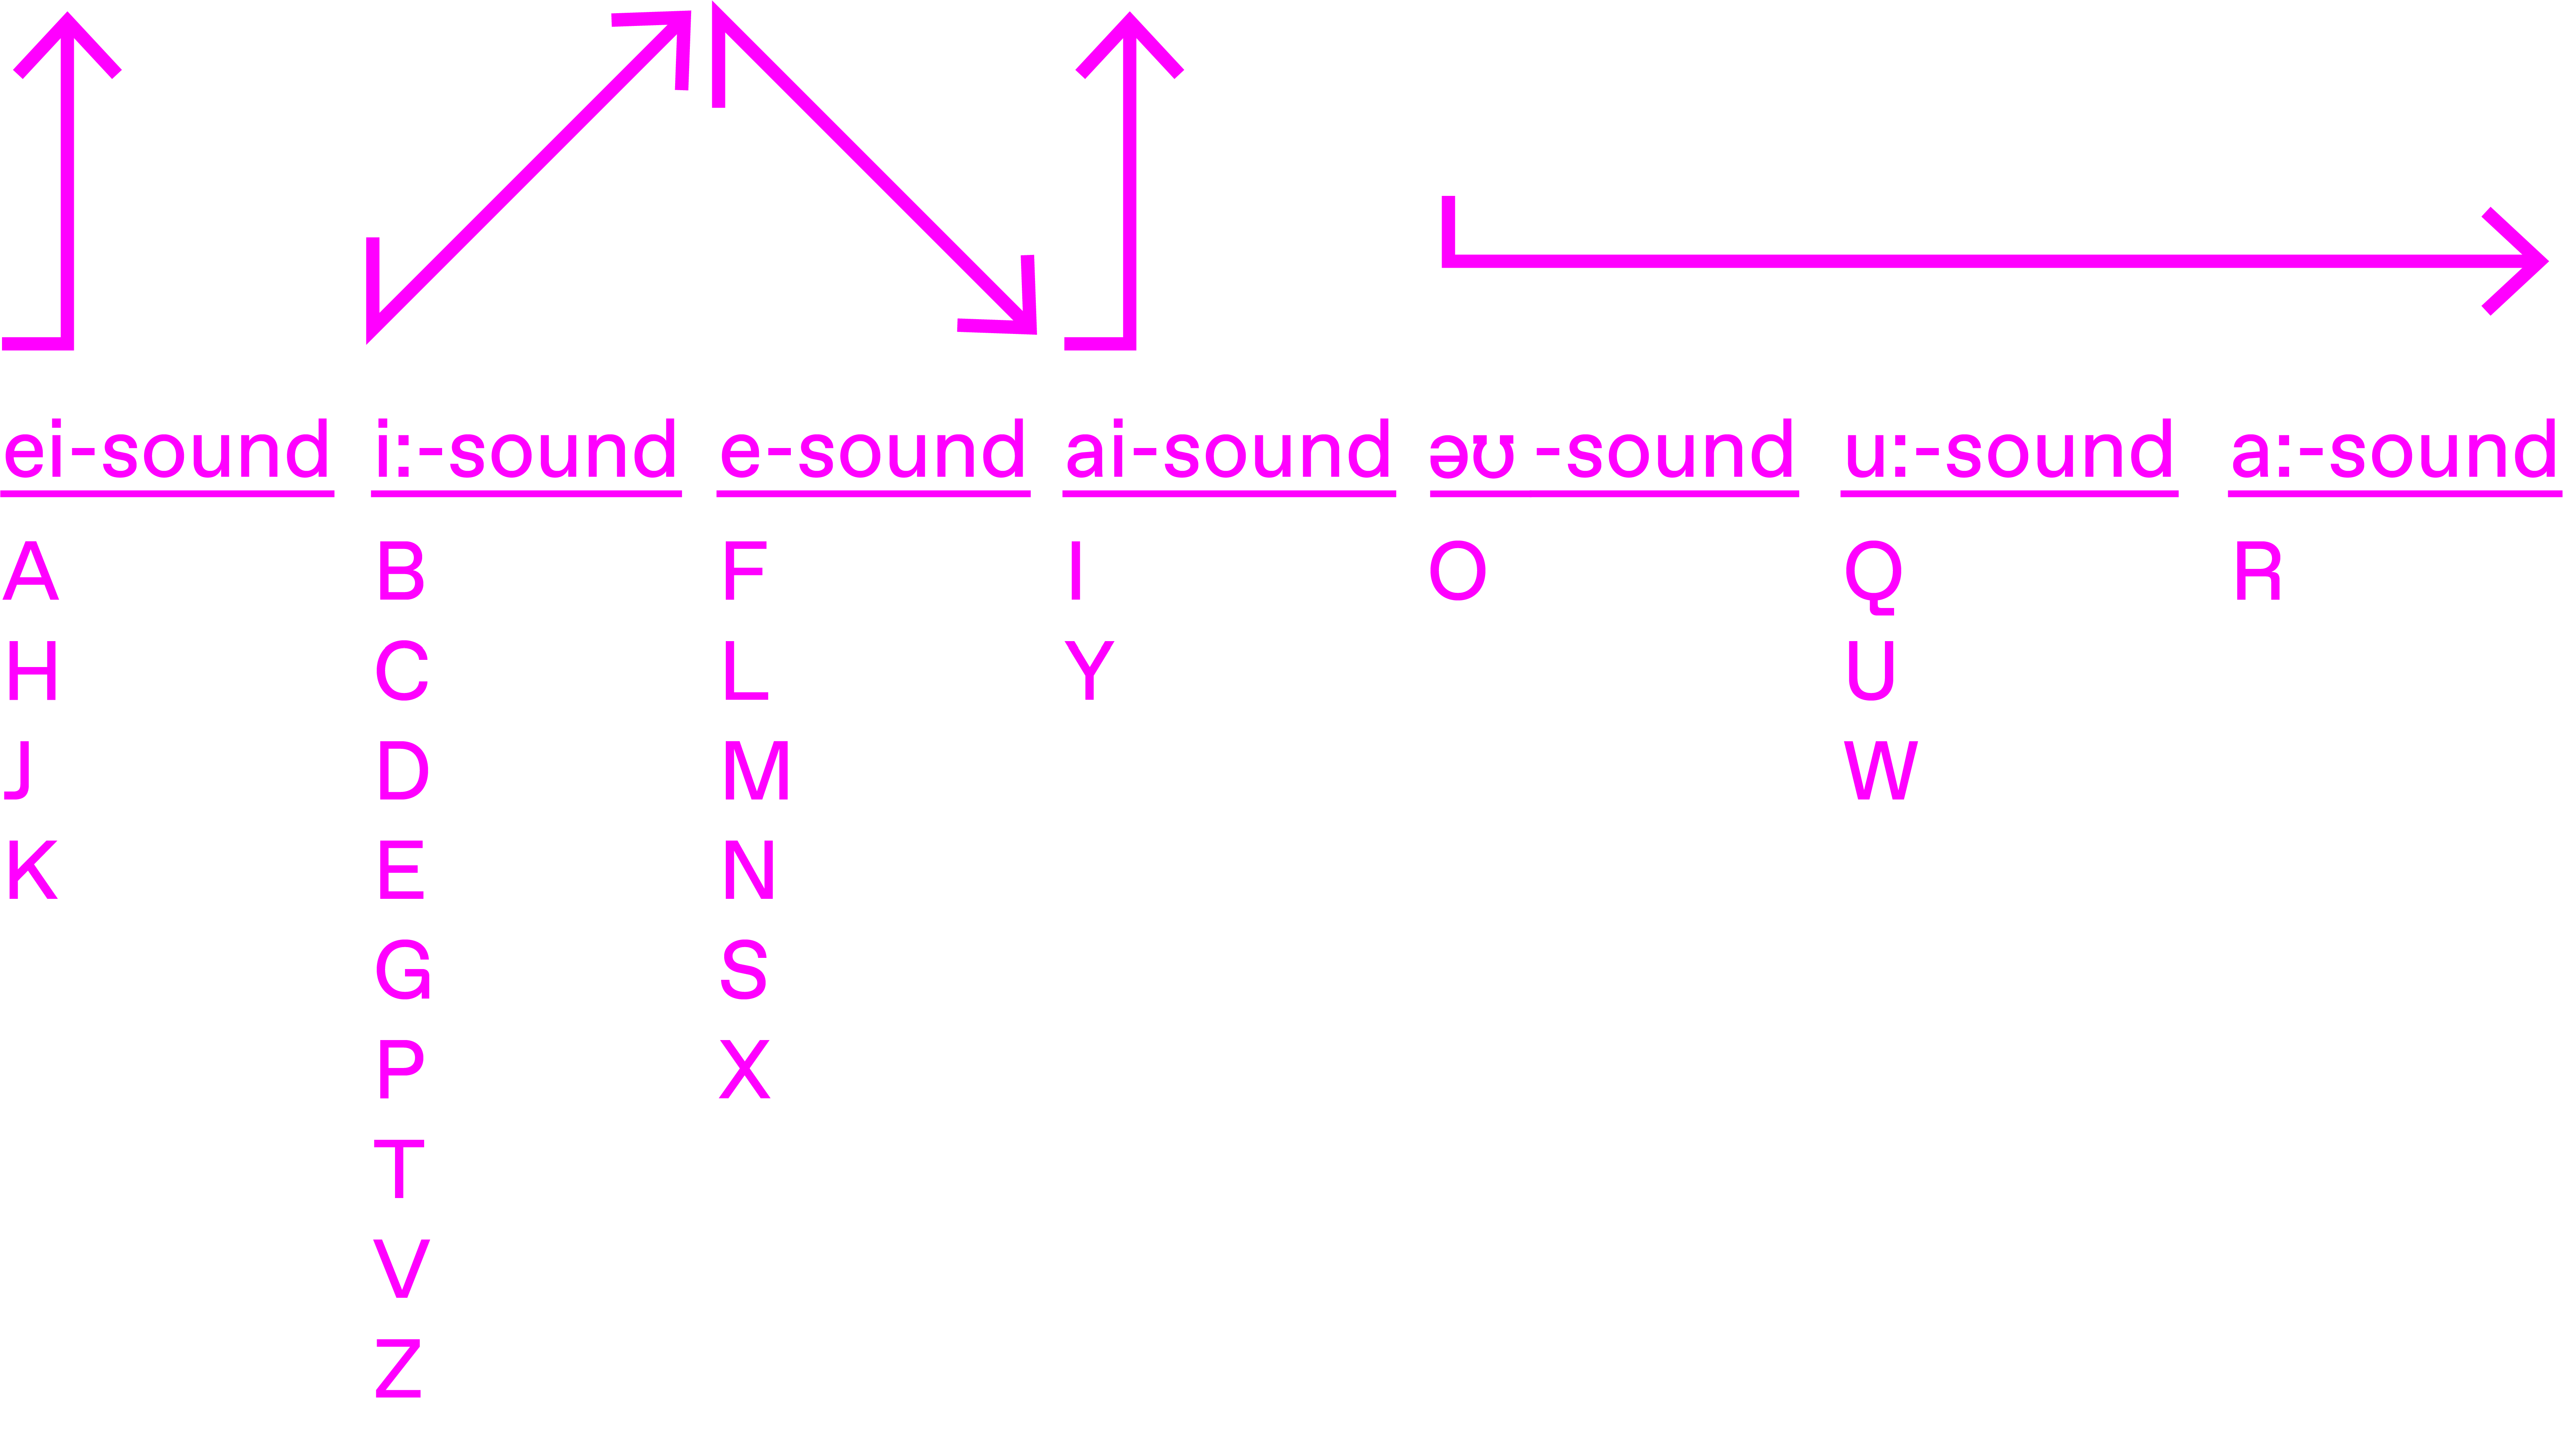 ei-sound i:-sound e-sound ai-sound əʊ -sound u:-sound a:-sound
A B F I O Q R
H C L Y U
J D M W
K E N
G S
P X
T
V
Z